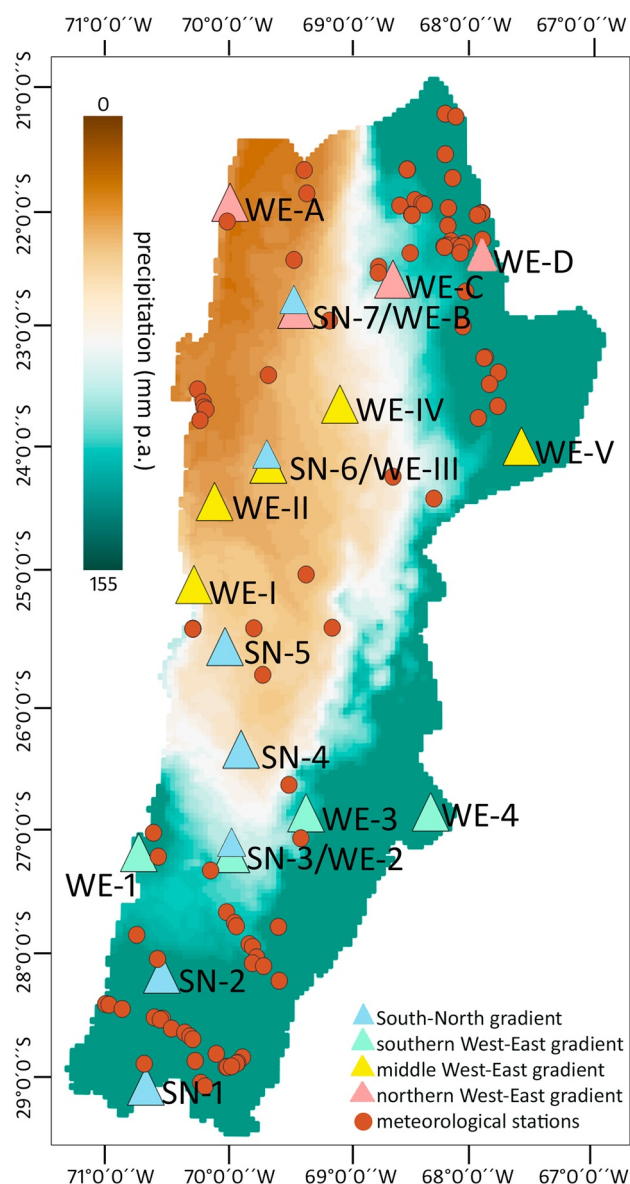 71°0'0''W 70°0'0''W 69°0'0''W 68°0'0''W 67°0'0''W
21°0'0''S
0
WE-A
22°0'0''S
WE-D
WE-C
precipitation (mm p.a.)
SN-7/WE-B
23°0'0''S
WE-IV
24°0'0''S
WE-V
SN-6/WE-III
WE-II
155
25°0'0''S
WE-I
SN-5
26°0'0''S
SN-4
WE-3
WE-4
27°0'0''S
SN-3/WE-2
WE-1
28°0'0''S
SN-2
South-North gradient
southern West-East gradient
middle West-East gradient
29°0'0''S
SN-1
northern West-East gradient
meteorological stations
71°0'0''W 70°0'0''W 69°0'0''W 68°0'0''W 67°0'0''W